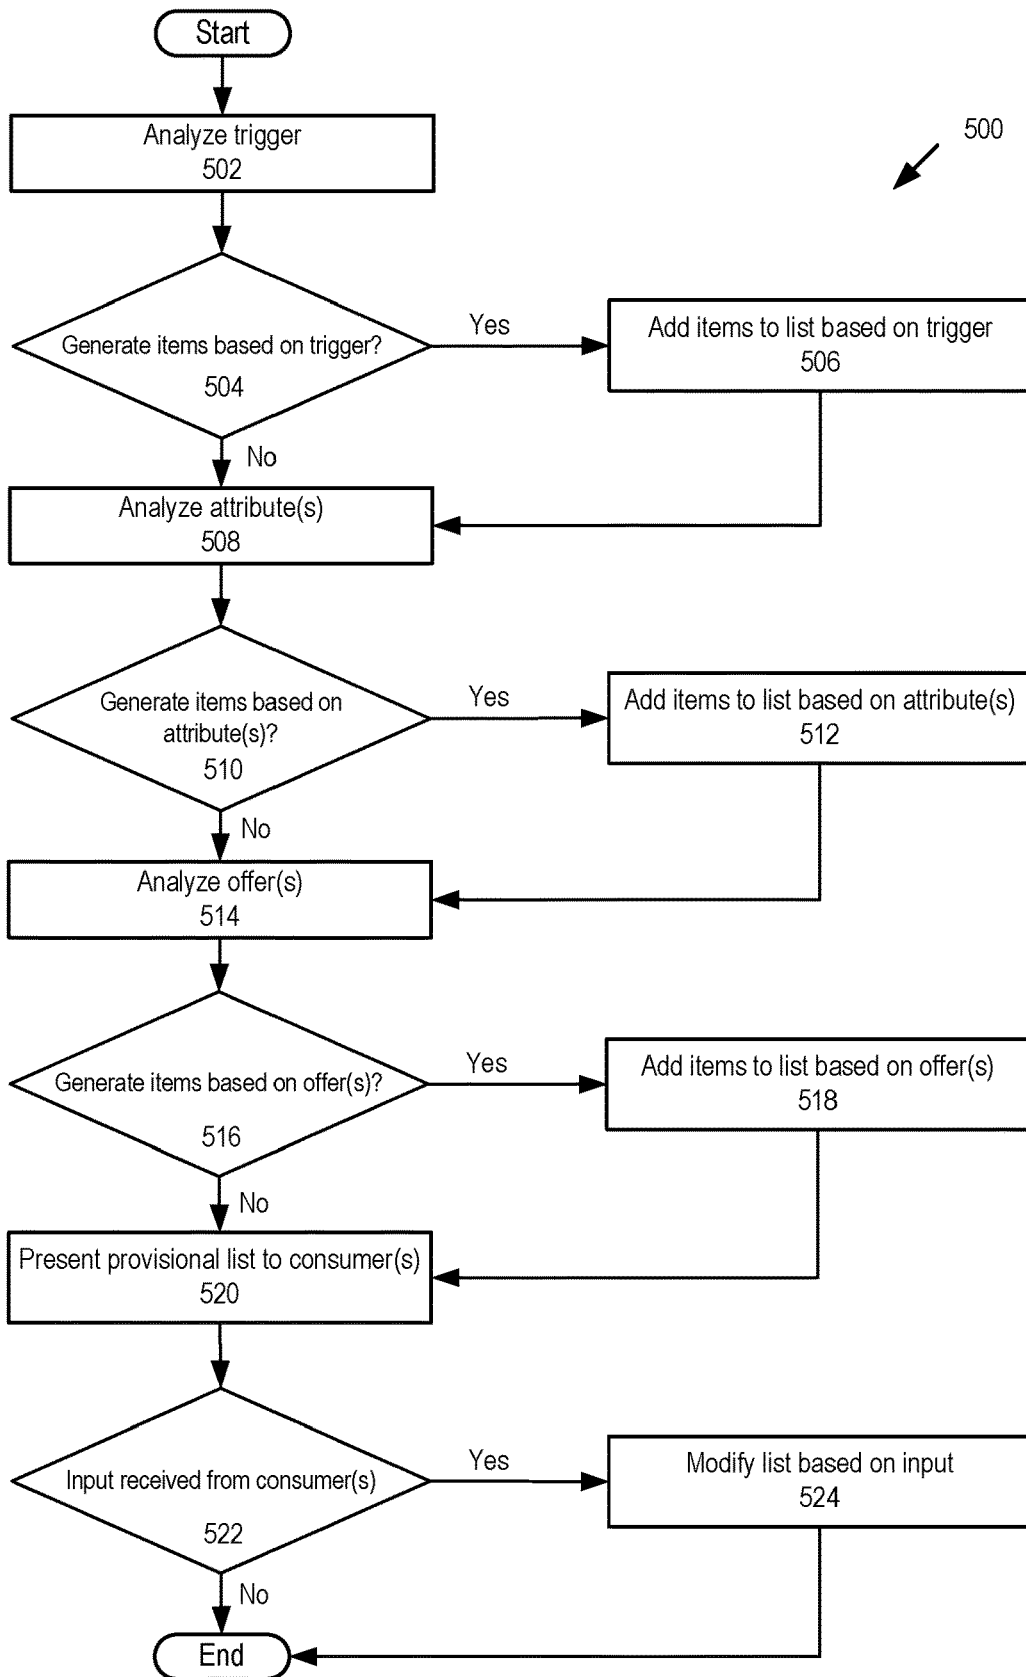 Start
Analyze trigger
502
500
Generate items based on trigger?
504
Yes
Add items to list based on trigger
506
No
Analyze attribute(s)
508
Generate items based on
attribute(s)?
510
Yes
Add items to list based on attribute(s)
512
No
Analyze offer(s)
514
Generate items based on offer(s)?
516
Yes
Add items to list based on offer(s)
518
No
Present provisional list to consumer(s)
520
Input received from consumer(s)
522
Yes
Modify list based on input
524
No
End